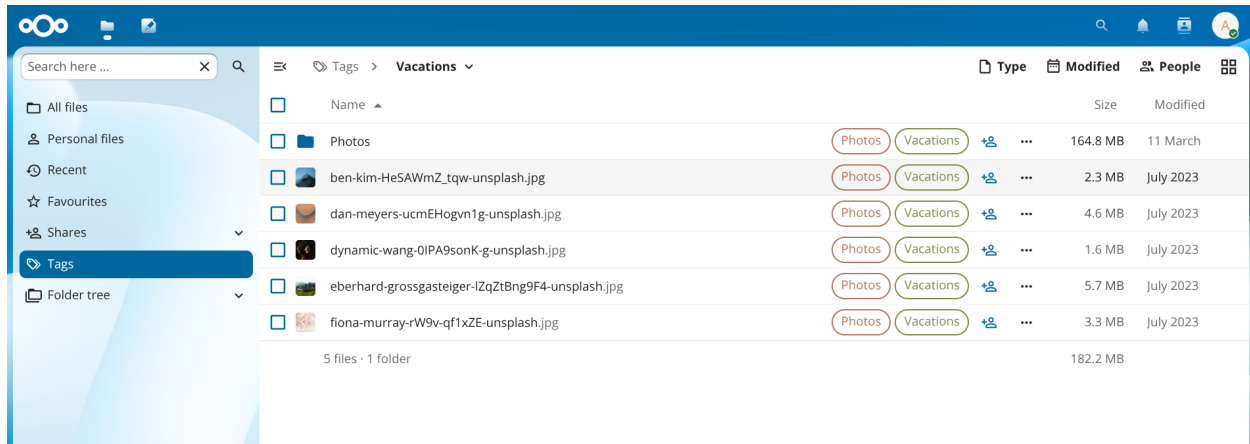 A
Search here ...
Tags
Vacations
Type
Modified
People
All files
Personal files
Recent
Favourites
Shares
Tags
Folder tree
Name
Size
Modified
Photos Photos Vacations 164.8 MB 11 March
ben-kim-HeSAWmZ_tqw-unsplash.jpg Photos Vacations 2.3 MB July 2023
dan-meyers-ucmEHogvn1g-unsplash.jpg Photos Vacations 4.6 MB July 2023
dynamic-wang-0IPA9sonK-g-unsplash.jpg Photos Vacations 1.6 MB July 2023
eberhard-grossgasteiger-lZqZtBng9F4-unsplash.jpg Photos Vacations 5.7 MB July 2023
fiona-murray-rW9v-qf1xZE-unsplash.jpg Photos Vacations 3.3 MB July 2023
5 files · 1 folder 182.2 MB